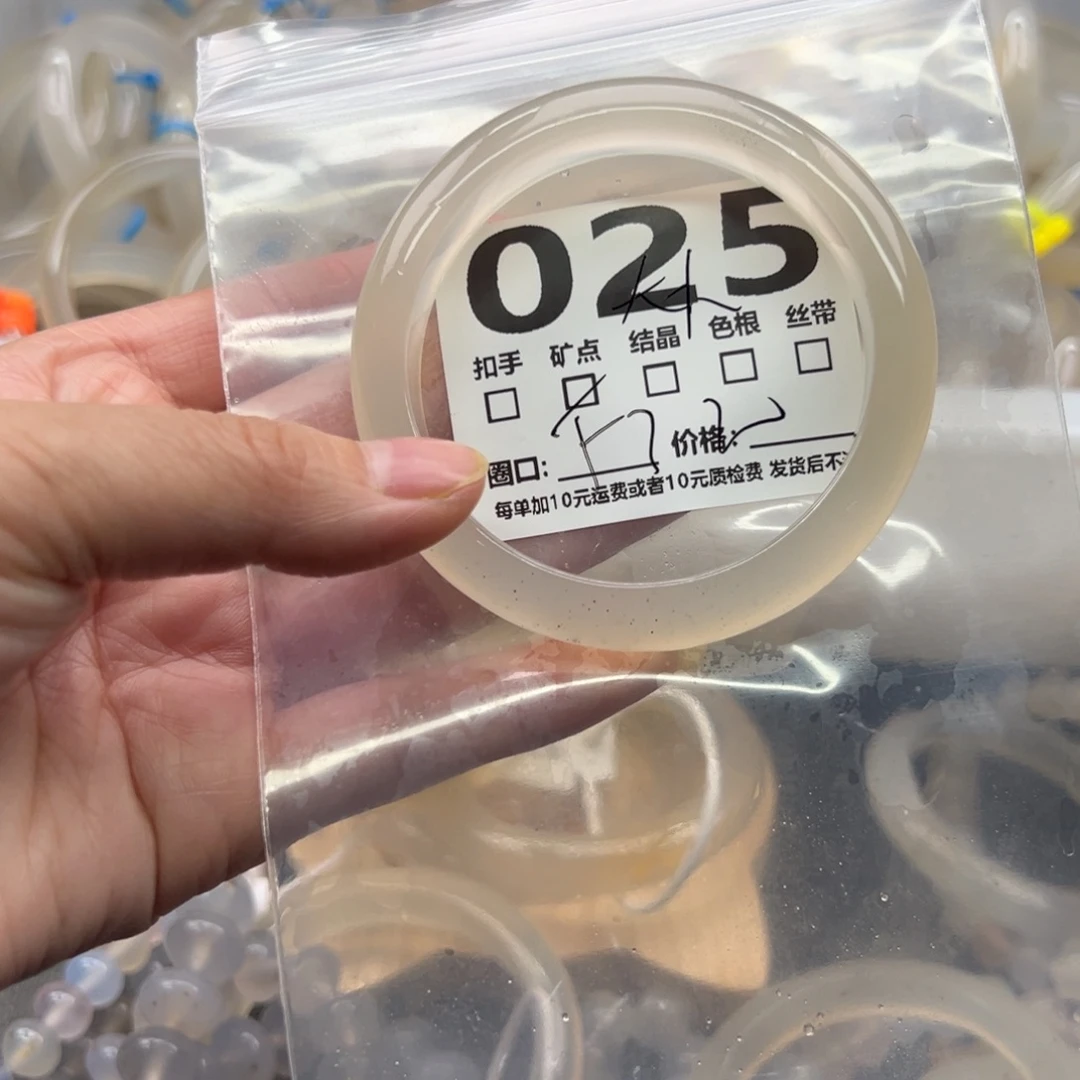 025
扣手 矿点 结晶 色根 丝带
圈口: 价格:
每单加10元运费或者10元质检费 发货后不